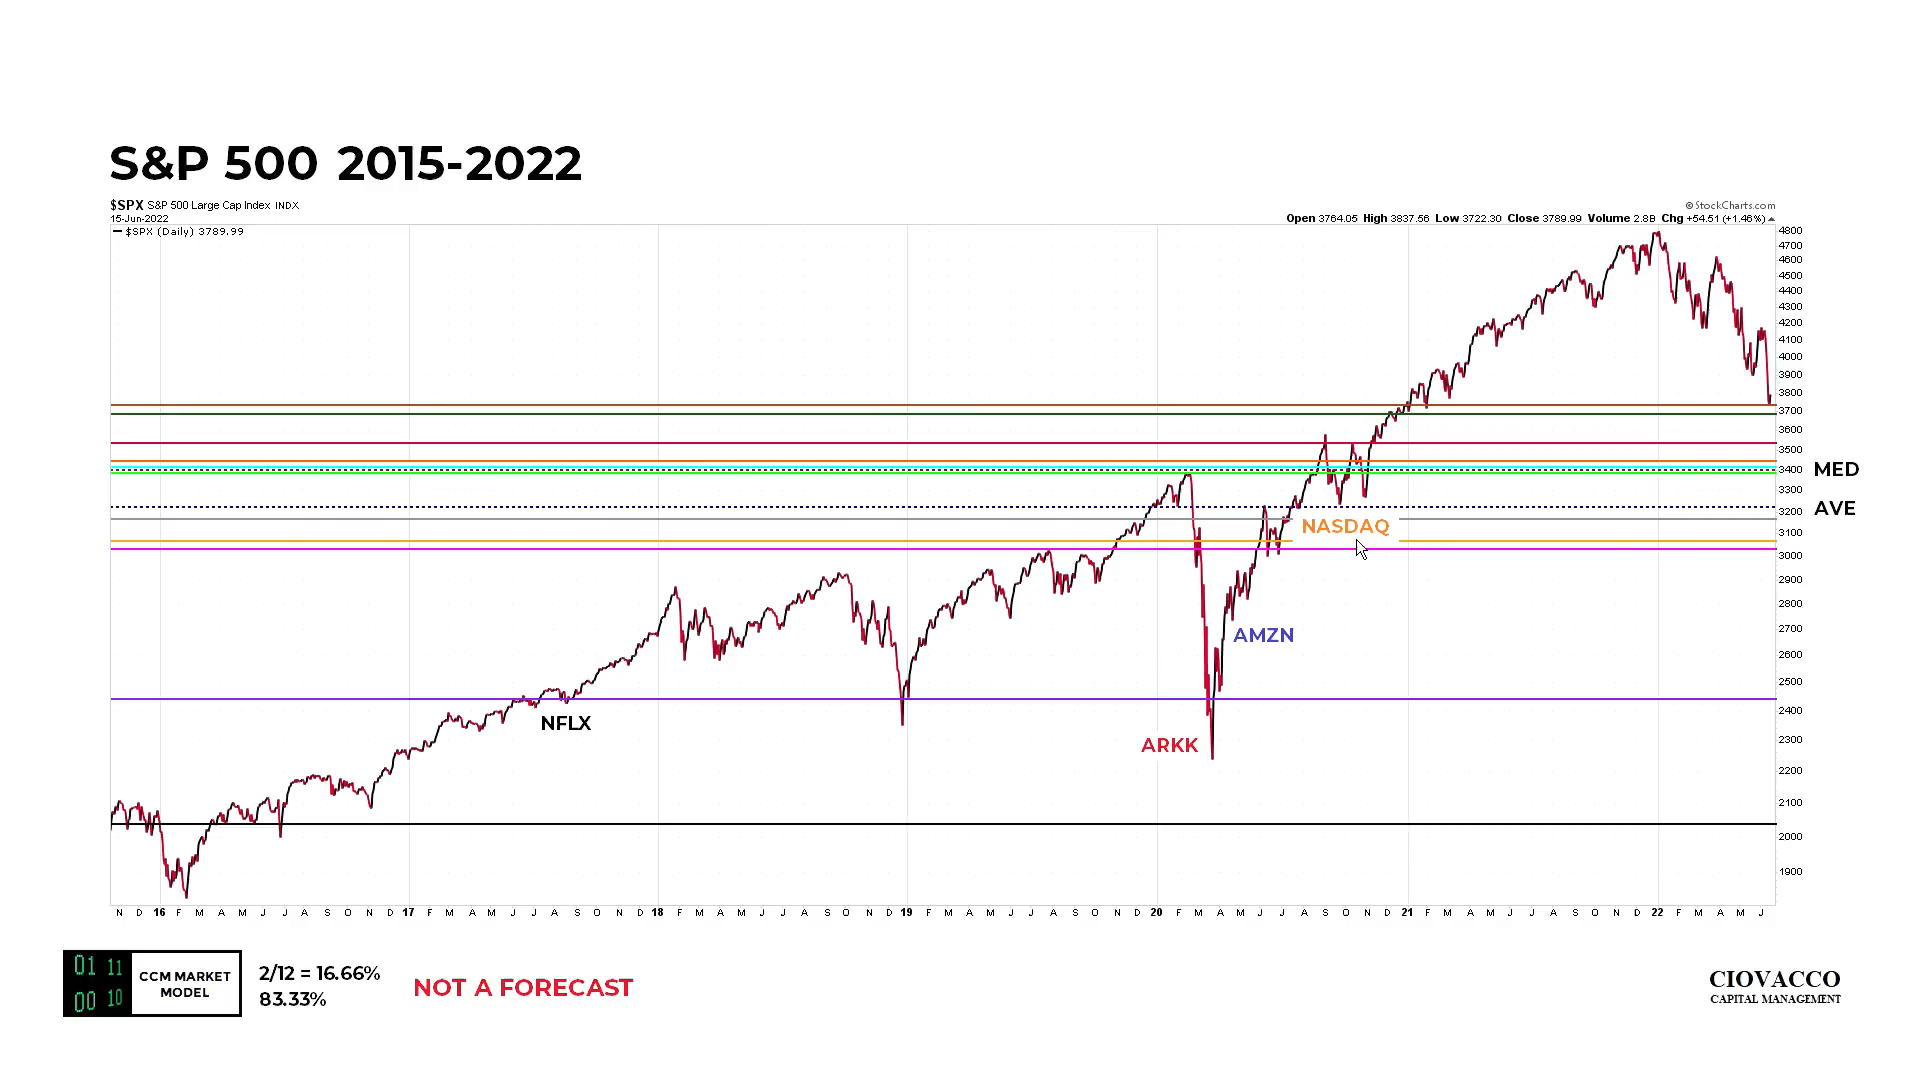 S&P 500 2015-2022
$SPX S&P 500 Large Cap Index INDX
© StockCharts.com
15-Jun-2022
Open 3764.05 High 3837.56 Low 3722.30 Close 3789.99 Volume 2.8B Chg +54.51 (+1.46%)
$SPX (Daily) 3789.99
4800
4700
4600
4500
4400
4300
4200
4100
4000
3900
3800
3700
3600
3500
3400
3300
3200
3100
3000
2900
2800
2700
2600
2500
2400
2300
2200
2100
2000
1900
MED
AVE
NASDAQ
AMZN
NFLX
ARKK
N D 16 F M A M J J A S O N D 17 F M A M J J A S O N D 18 F M A M J J A S O N D 19 F M A M J J A S O N D 20 F M A M J J A S O N D 21 F M A M J J A S O N D 22 F M A M J
01 11
00 10
CCM MARKET
MODEL
2/12 = 16.66%
83.33%
NOT A FORECAST
CIOVACCO
CAPITAL MANAGEMENT